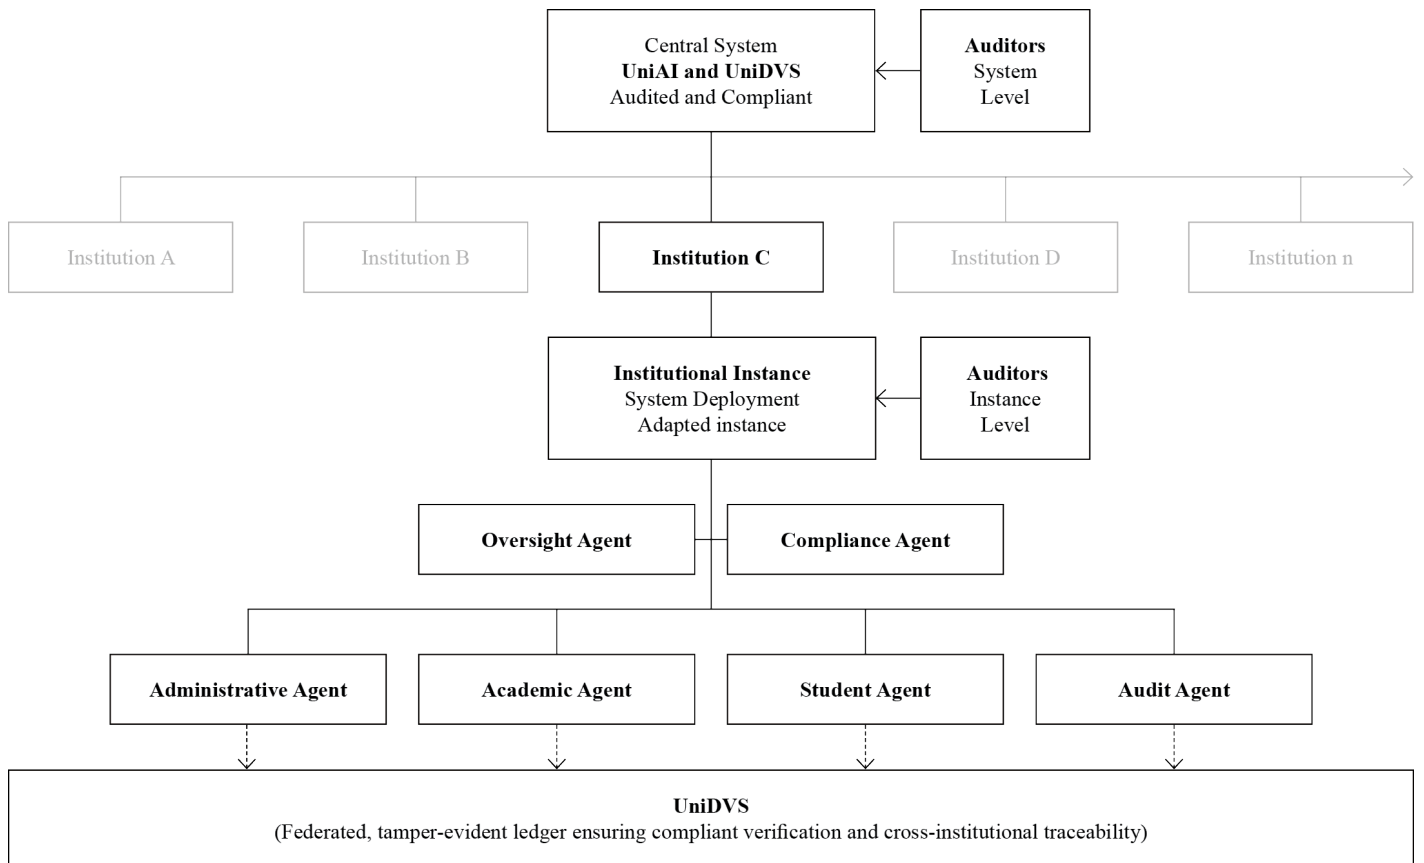 Central System
UniAI and UniDVS
Audited and Compliant
Auditors
System
Level
Institution A
Institution B
Institution C
Institution D
Institution n
Institutional Instance
System Deployment
Adapted instance
Auditors
Instance
Level
Oversight Agent
Compliance Agent
Administrative Agent
Academic Agent
Student Agent
Audit Agent
UniDVS
(Federated, tamper-evident ledger ensuring compliant verification and cross-institutional traceability)